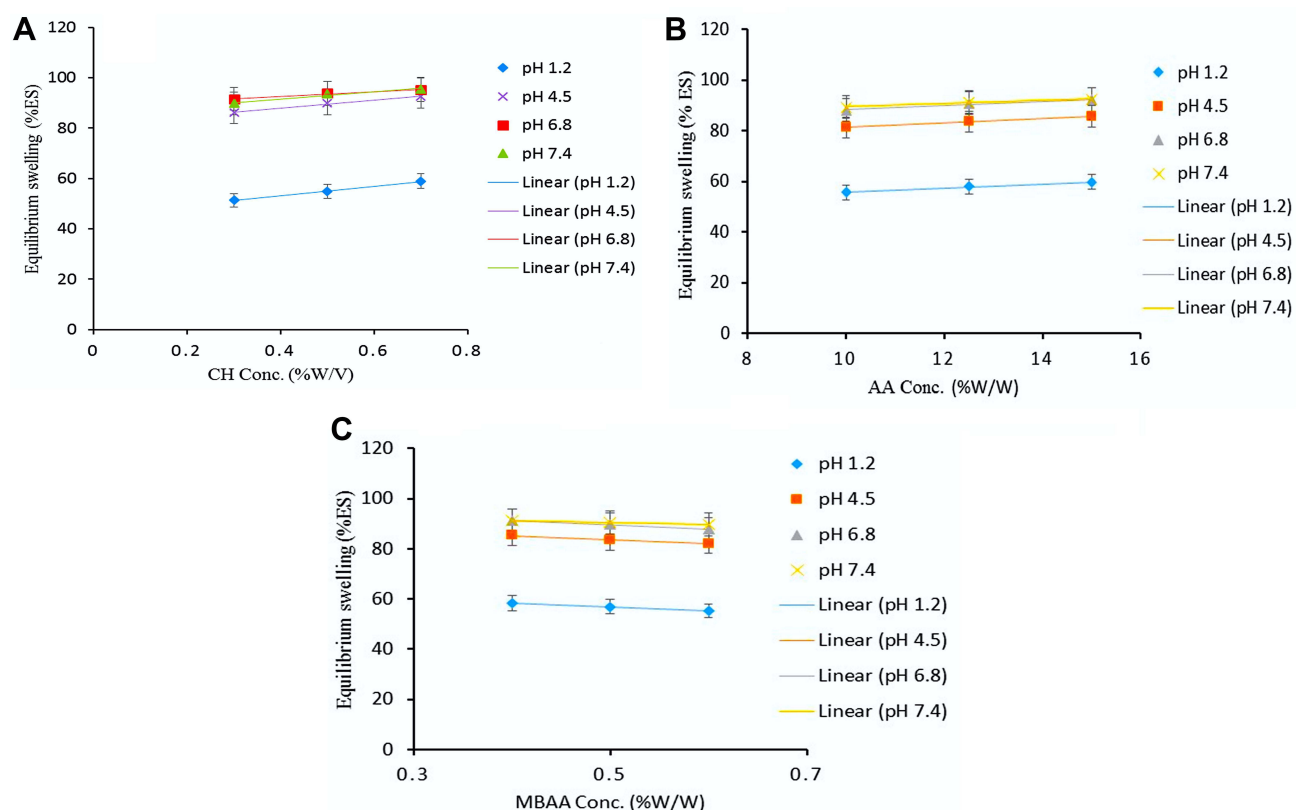 A
120
100
80
60
40
20
0
0
0.2
0.4
0.6
0.8
Equilibrium swelling (%ES)
CH Conc. (%W/V)
pH 1.2
pH 4.5
pH 6.8
pH 7.4
Linear (pH 1.2)
Linear (pH 4.5)
Linear (pH 6.8)
Linear (pH 7.4)
B
120
100
80
60
40
20
0
8
10
12
14
16
Equilibrium swelling (% ES)
AA Conc. (%W/W)
pH 1.2
pH 4.5
pH 6.8
pH 7.4
Linear (pH 1.2)
Linear (pH 4.5)
Linear (pH 6.8)
Linear (pH 7.4)
C
120
100
80
60
40
20
0
0.3
0.5
0.7
Equilibrium swelling (%ES)
MBAA Conc. (%W/W)
pH 1.2
pH 4.5
pH 6.8
pH 7.4
Linear (pH 1.2)
Linear (pH 4.5)
Linear (pH 6.8)
Linear (pH 7.4)